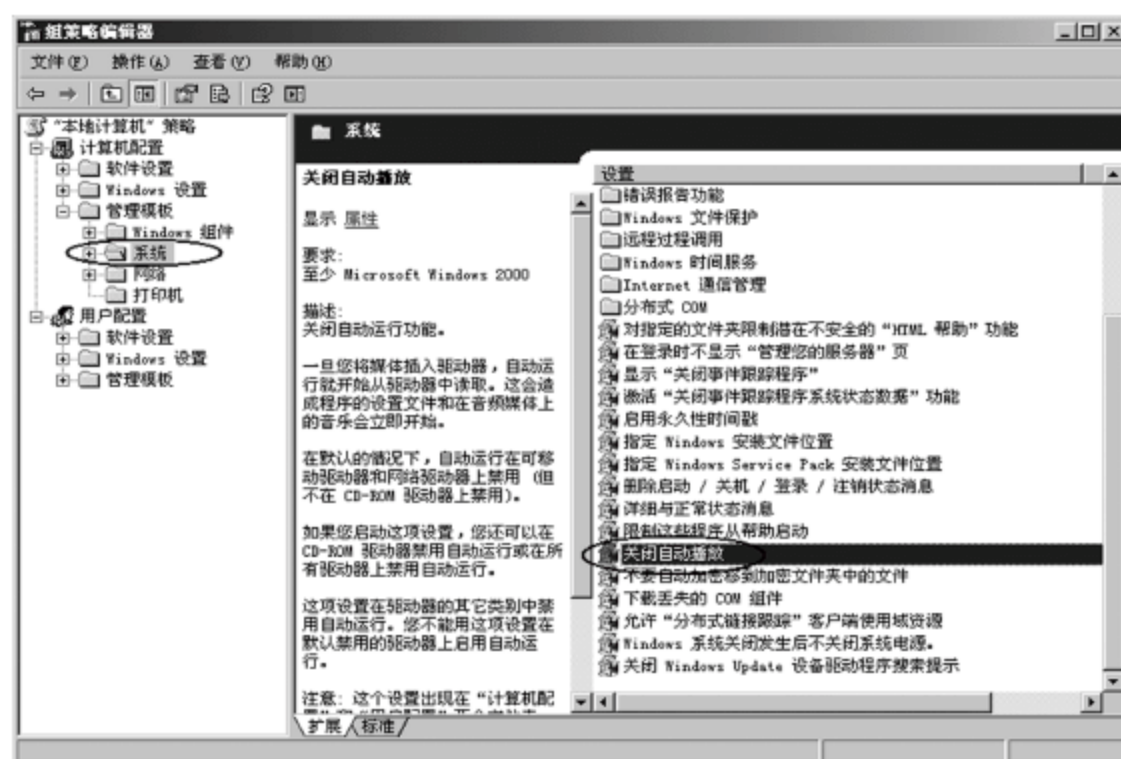 组策略编辑器
文件(F) 操作(A) 查看(V) 帮助(H)
"本地计算机" 策略
计算机配置
软件设置
Windows 设置
管理模板
Windows 组件
系统
网络
打印机
用户配置
软件设置
Windows 设置
管理模板
系统
关闭自动播放
显示 属性
要求:
至少 Microsoft Windows 2000
描述:
关闭自动运行功能。
一旦您将媒体插入驱动器，自动运
行就开始从驱动器中读取。这会造
成程序的设置文件和在音频媒体上
的音乐会立即开始。
在默认的情况下，自动运行在可移
动驱动器和网络驱动器上禁用 (但
不在 CD-ROM 驱动器上禁用)。
如果您启动这项设置，您还可以在
CD-ROM 驱动器禁用自动运行或在所
有驱动器上禁用自动运行。
这项设置在驱动器的其它类别中禁
用自动运行。您不能用这项设置在
默认禁用的驱动器上启用自动运
行。
注意: 这个设置出现在 "计算机配
设置
错误报告功能
Windows 文件保护
远程过程调用
Windows 时间服务
Internet 通信管理
分布式 COM
对指定的文件夹限制潜在不安全的 "HTML 帮助" 功能
在登录时不显示 "管理您的服务器" 页
显示 "关闭事件跟踪程序"
激活 "关闭事件跟踪程序系统状态数据" 功能
启用永久性时间戳
指定 Windows 安装文件位置
指定 Windows Service Pack 安装文件位置
删除启动 / 关机 / 登录 / 注销状态消息
详细与正常状态消息
限制这些程序从帮助启动
关闭自动播放
不要自动加密移到加密文件夹中的文件
下载丢失的 COM 组件
允许 "分布式链接跟踪" 客户端使用域资源
Windows 系统关闭发生后不关闭系统电源。
关闭 Windows Update 设备驱动程序搜索提示
扩展 标准